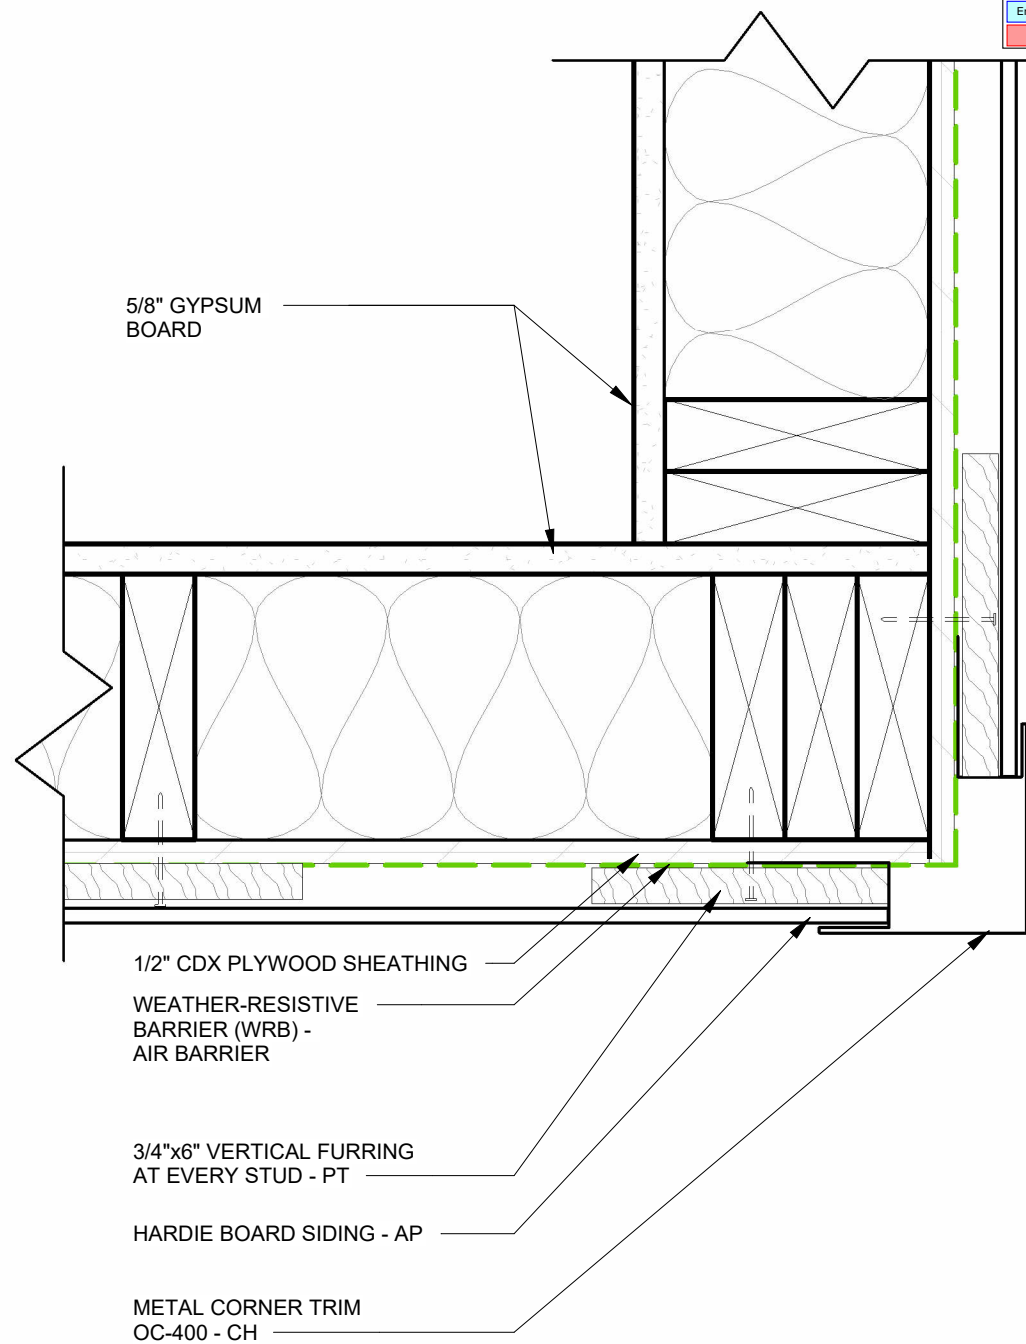 5/8" GYPSUM
BOARD
1/2" CDX PLYWOOD SHEATHING
WEATHER-RESISTIVE
BARRIER (WRB) -
AIR BARRIER
3/4"x6" VERTICAL FURRING
AT EVERY STUD - PT
HARDIE BOARD SIDING - AP
METAL CORNER TRIM
OC-400 - CH